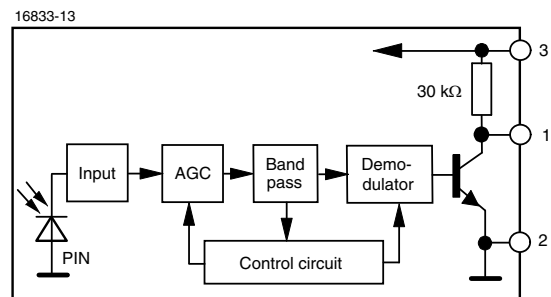 16833-13
3
30 kΩ
1
Input
AGC
Band
pass
Demo-
dulator
2
PIN
Control circuit